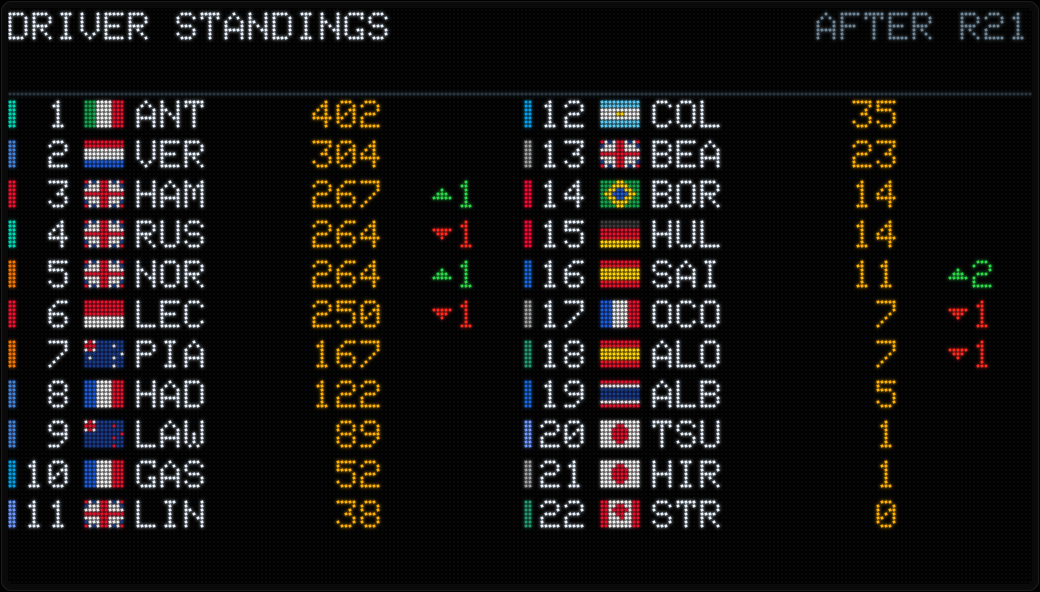 DRIVER STANDINGS AFTER R21
1 ANT 402
2 VER 304
3 HAM 267 ▲1
4 RUS 264 ▼1
5 NOR 264 ▲1
6 LEC 250 ▼1
7 PIA 167
8 HAD 122
9 LAW 89
10 GAS 52
11 LIN 38
12 COL 35
13 BEA 23
14 BOR 14
15 HUL 14
16 SAI 11 ▲2
17 OCO 7 ▼1
18 ALO 7 ▼1
19 ALB 5
20 TSU 1
21 HIR 1
22 STR 0